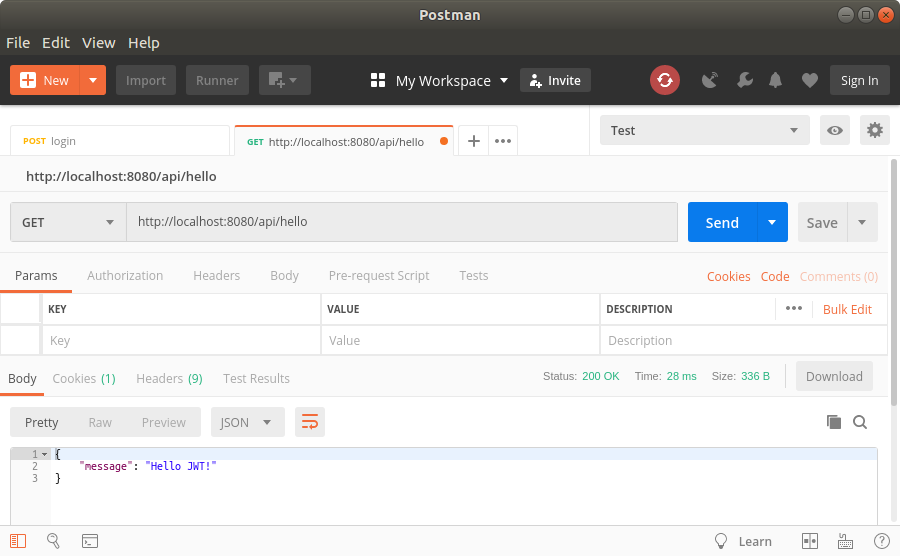 Postman
File Edit View Help
New Import Runner My Workspace Invite Sign In
POST login GET http://localhost:8080/api/hello Test
http://localhost:8080/api/hello
GET http://localhost:8080/api/hello Send Save
Params Authorization Headers Body Pre-request Script Tests Cookies Code Comments (0)
KEY VALUE DESCRIPTION Bulk Edit
Key Value Description
Body Cookies (1) Headers (9) Test Results Status: 200 OK Time: 28 ms Size: 336 B Download
Pretty Raw Preview JSON
1 {
2 "message": "Hello JWT!"
3 }
Learn